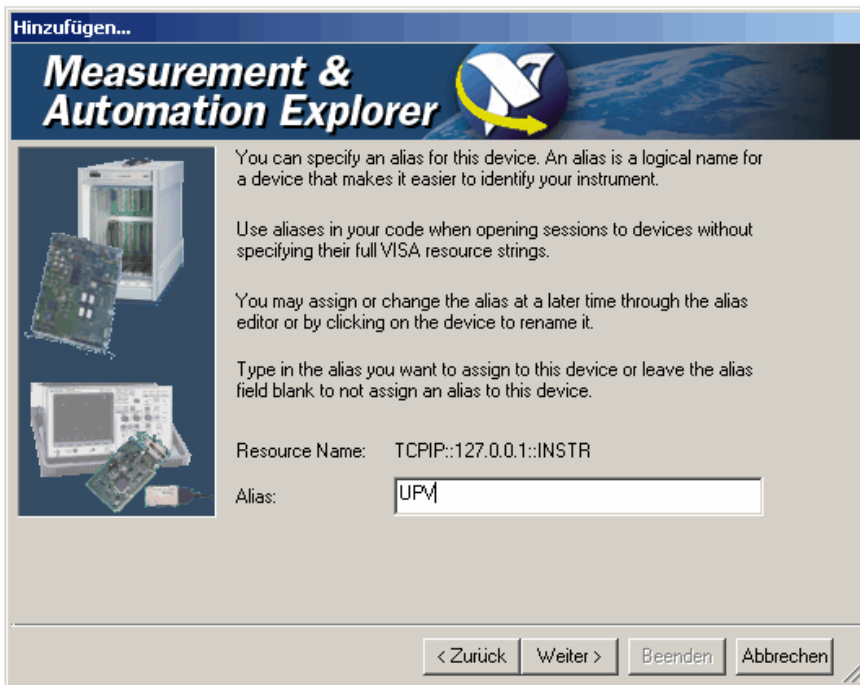 Hinzufügen...
Measurement &
Automation Explorer
You can specify an alias for this device. An alias is a logical name for
a device that makes it easier to identify your instrument.
Use aliases in your code when opening sessions to devices without
specifying their full VISA resource strings.
You may assign or change the alias at a later time through the alias
editor or by clicking on the device to rename it.
Type in the alias you want to assign to this device or leave the alias
field blank to not assign an alias to this device.
Resource Name: TCPIP::127.0.0.1::INSTR
Alias: UPV
< Zurück Weiter > Beenden Abbrechen